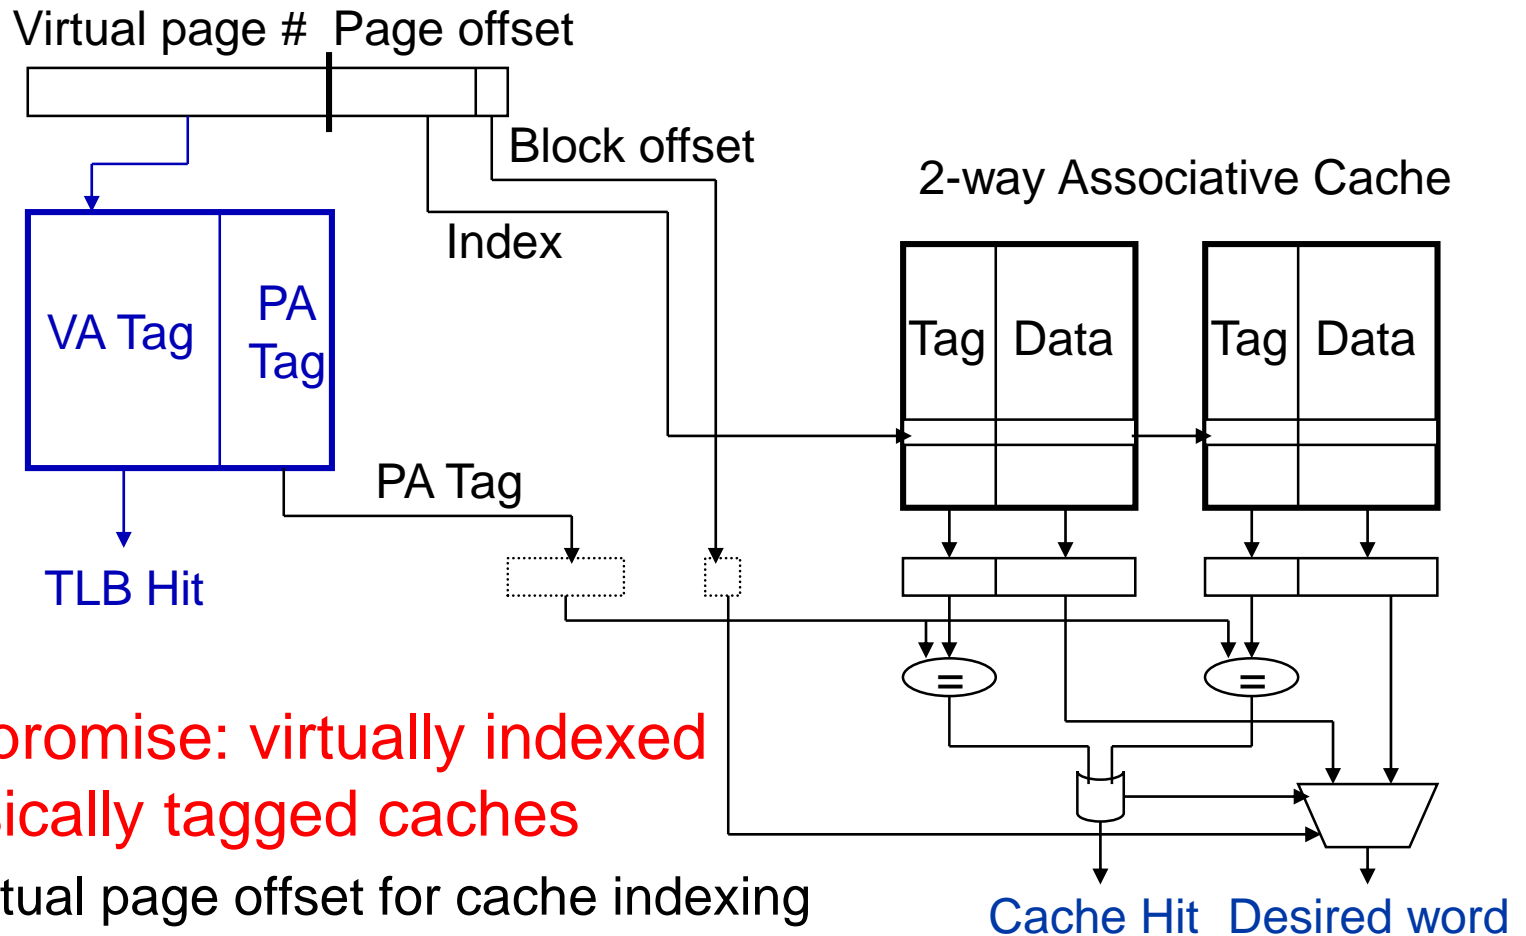 Virtual page # Page offset
Block offset
2-way Associative Cache
Index
VA Tag
PA
Tag
Tag Data
Tag Data
PA Tag
TLB Hit
= =
promise: virtually indexed
sically tagged caches
tual page offset for cache indexing
Cache Hit Desired word